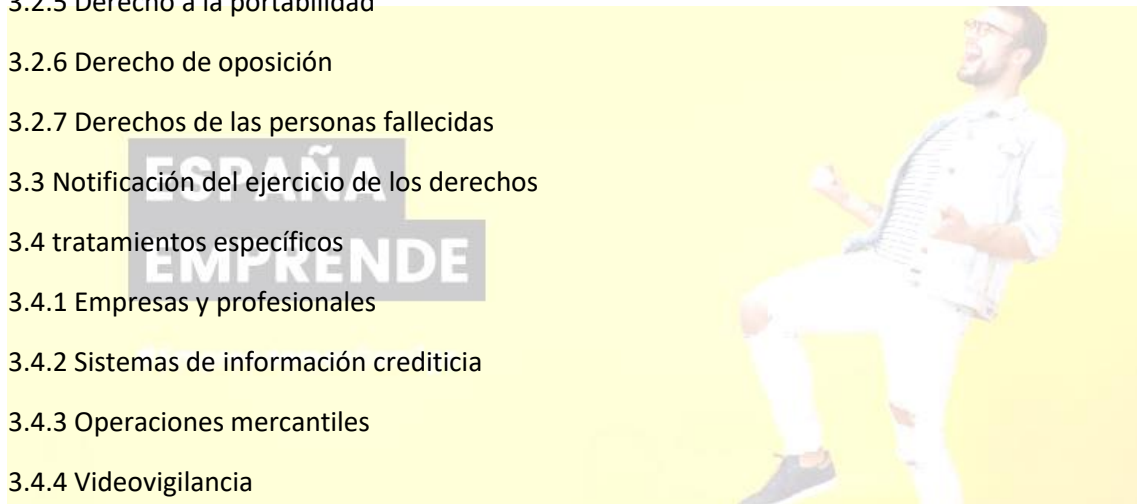 3.2.5 Derecho a la portabilidad
3.2.6 Derecho de oposición
3.2.7 Derechos de las personas fallecidas
ESPAÑA
3.3 Notificación del ejercicio de los derechos
3.4 tratamientos específicos
EMPRENDE
3.4.1 Empresas y profesionales
3.4.2 Sistemas de información crediticia
3.4.3 Operaciones mercantiles
3.4.4 Videovigilancia